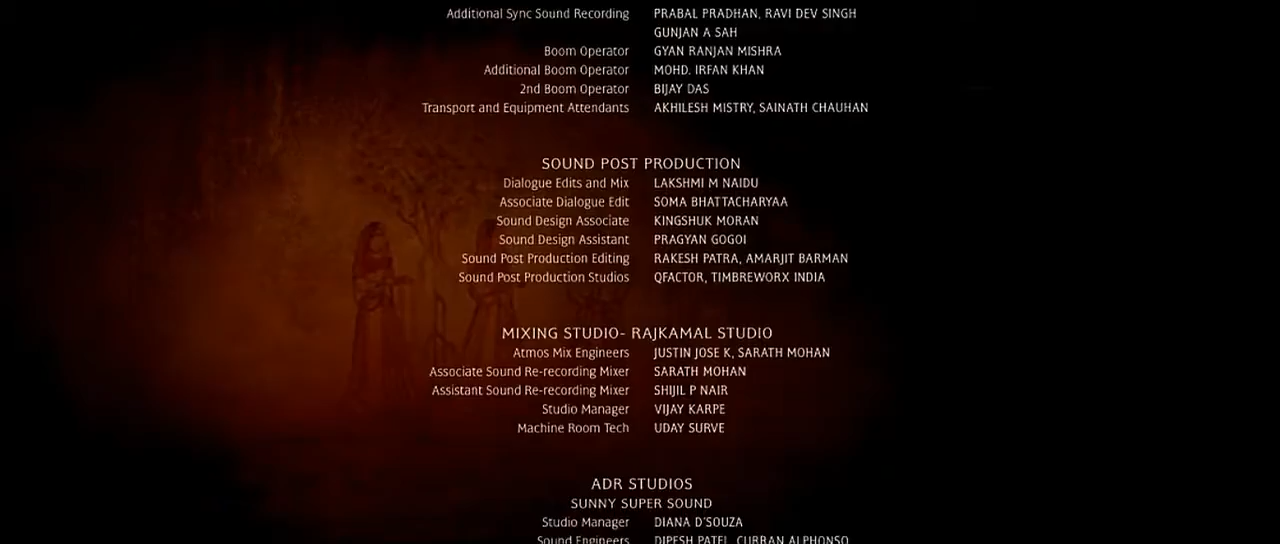 Additional Sync Sound Recording PRABAL PRADHAN, RAVI DEV SINGH
GUNJAN A SAH
Boom Operator GYAN RANJAN MISHRA
Additional Boom Operator MOHD. IRFAN KHAN
2nd Boom Operator BIJAY DAS
Transport and Equipment Attendants AKHILESH MISTRY, SAINATH CHAUHAN
SOUND POST PRODUCTION
Dialogue Edits and Mix LAKSHMI M NAIDU
Associate Dialogue Edit SOMA BHATTACHARYAA
Sound Design Associate KINGSHUK MORAN
Sound Design Assistant PRAGYAN GOGOI
Sound Post Production Editing RAKESH PATRA, AMARJIT BARMAN
Sound Post Production Studios QFACTOR, TIMBREWORX INDIA
MIXING STUDIO- RAJKAMAL STUDIO
Atmos Mix Engineers JUSTIN JOSE K, SARATH MOHAN
Associate Sound Re-recording Mixer SARATH MOHAN
Assistant Sound Re-recording Mixer SHIJIL P NAIR
Studio Manager VIJAY KARPE
Machine Room Tech UDAY SURVE
ADR STUDIOS
SUNNY SUPER SOUND
Studio Manager DIANA D'SOUZA
Sound Engineers DIPESH PATEL, CURRAN ALPHONSO